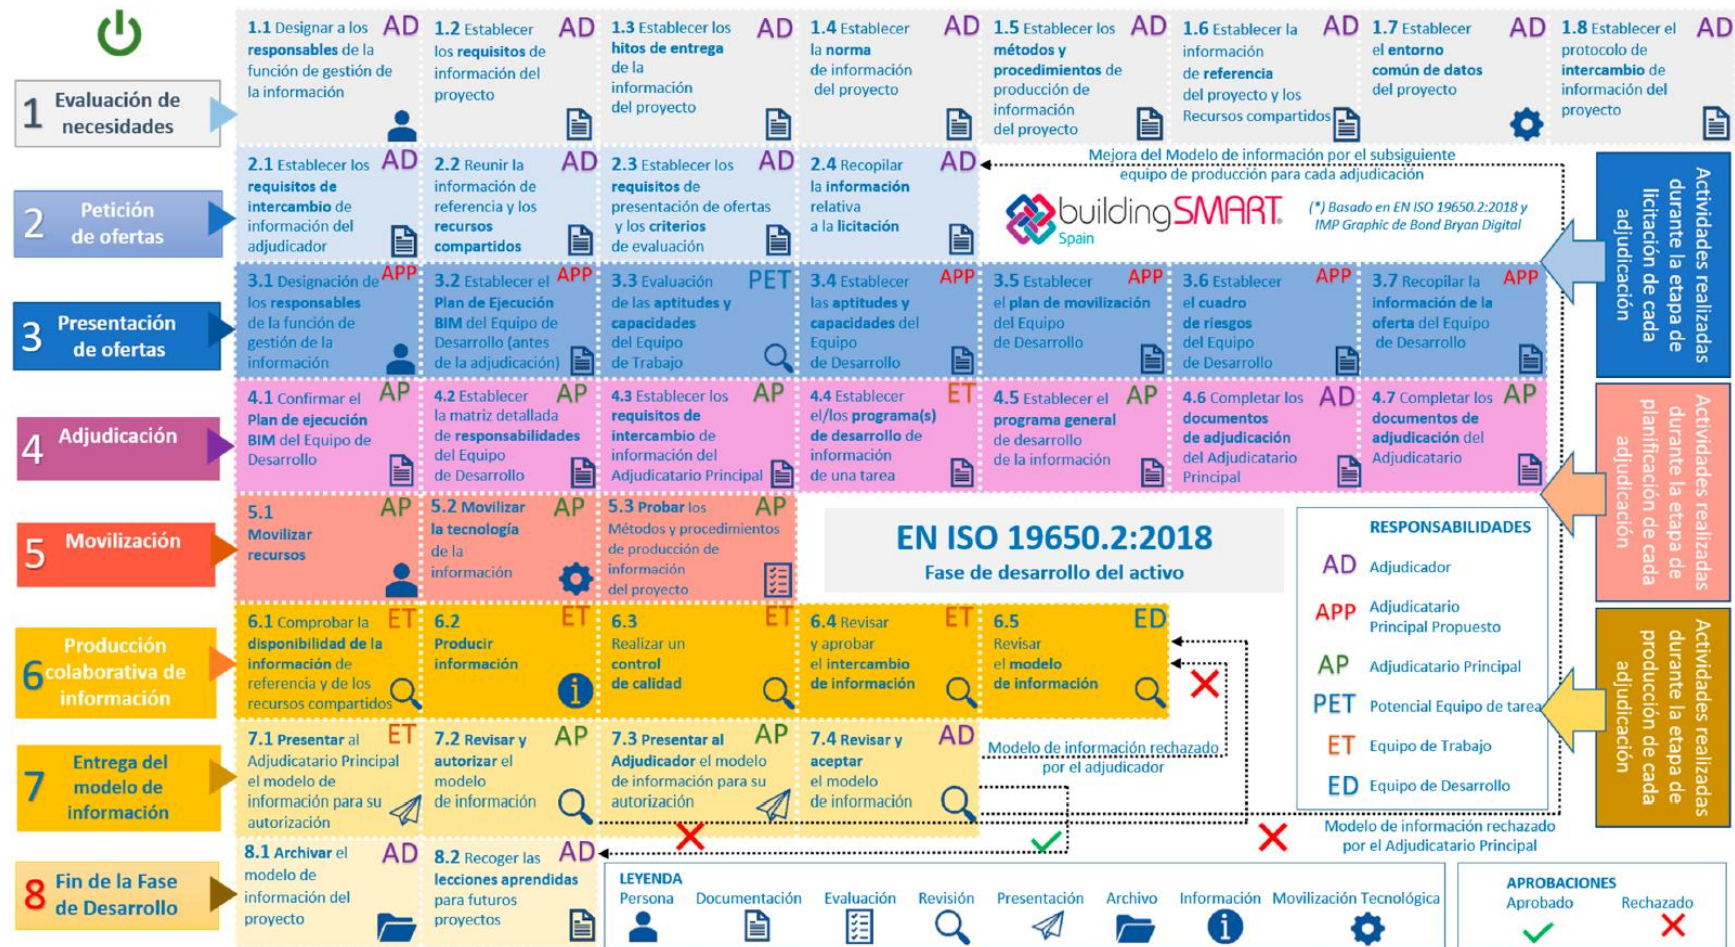 1 Evaluación de
necesidades
1.1 Designar a los AD
responsables de la
función de gestión de
la información
1.2 Establecer AD
los requisitos de
información del
proyecto
1.3 Establecer los AD
hitos de entrega
de la
información
del proyecto
1.4 Establecer AD
la norma
de información
del proyecto
1.5 Establecer los AD
métodos y
procedimientos de
producción de
información
del proyecto
1.6 Establecer la AD
información
de referencia
del proyecto y los
Recursos compartidos
1.7 Establecer AD
el entorno
común de datos
del proyecto
1.8 Establecer el AD
protocolo de
intercambio de
información del
proyecto
2 Petición
de ofertas
2.1 Establecer los AD
requisitos de
intercambio de
información del
adjudicador
2.2 Reunir la AD
información de
referencia y los
recursos
compartidos
2.3 Establecer los AD
requisitos de
presentación de ofertas
y los criterios
de evaluación
2.4 Recopilar AD
la información
relativa
a la licitación
Mejora del Modelo de información por el subsiguiente
equipo de producción para cada adjudicación
buildingSMART®
Spain
(*) Basado en EN ISO 19650.2:2018 y
IMP Graphic de Bond Bryan Digital
Actividades realizadas
durante la etapa de
licitación de cada
adjudicación
3 Presentación
de ofertas
3.1 Designación de APP
los responsables
de la función de
gestión de la
información
3.2 Establecer el APP
Plan de Ejecución
BIM del Equipo de
Desarrollo (antes
de la adjudicación)
3.3 Evaluación PET
de las aptitudes y
capacidades
del Equipo
de Trabajo
3.4 Establecer APP
las aptitudes y
capacidades del
Equipo
de Desarrollo
3.5 Establecer APP
el plan de movilización
del Equipo
de Desarrollo
3.6 Establecer APP
el cuadro
de riesgos
del Equipo
de Desarrollo
3.7 Recopilar la APP
información de la
oferta del Equipo
de Desarrollo
4 Adjudicación
4.1 Confirmar el AP
Plan de ejecución
BIM del Equipo de
Desarrollo
4.2 Establecer AP
la matriz detallada
de responsabilidades
del Equipo
de Desarrollo
4.3 Establecer los AP
requisitos de
intercambio de
información del
Adjudicatario Principal
4.4 Establecer ET
el/los programa(s)
de desarrollo de
información
de una tarea
4.5 Establecer el AP
programa general
de desarrollo
de la información
4.6 Completar los AD
documentos
de adjudicación
del Adjudicatario
Principal
4.7 Completar los AP
documentos de
adjudicación del
Adjudicatario
Actividades realizadas
durante la etapa de
planificación de cada
adjudicación
5 Movilización
5.1 AP
Movilizar
recursos
5.2 Movilizar AP
la tecnología
de la
información
5.3 Probar los AP
Métodos y procedimientos
de producción de
información
del proyecto
EN ISO 19650.2:2018
Fase de desarrollo del activo
RESPONSABILIDADES
AD Adjudicador
APP Adjudicatario
Principal Propuesto
AP Adjudicatario Principal
PET Potencial Equipo de tarea
ET Equipo de Trabajo
ED Equipo de Desarrollo
6 Producción
colaborativa de
información
6.1 Comprobar la ET
disponibilidad de la
información de
referencia y de los
recursos compartidos
6.2 ET
Producir
información
6.3 ET
Realizar un
control
de calidad
6.4 Revisar ET
y aprobar
el intercambio
de información
6.5 ED
Revisar
el modelo
de información
Actividades realizadas
durante la etapa de
producción de cada
adjudicación
7 Entrega del
modelo de
información
7.1 Presentar al ET
Adjudicatario Principal
el modelo de
información para su
autorización
7.2 Revisar y AP
autorizar el
modelo
de información
7.3 Presentar al AP
Adjudicador el modelo
de información para su
autorización
7.4 Revisar y AD
aceptar
el modelo
de información
Modelo de información rechazado
por el adjudicador
Modelo de información rechazado
por el Adjudicatario Principal
8 Fin de la Fase
de Desarrollo
8.1 Archivar el AD
modelo de
información del
proyecto
8.2 Recoger las AD
lecciones aprendidas
para futuros
proyectos
LEYENDA
Persona Documentación Evaluación Revisión Presentación Archivo Información Movilización Tecnológica
APROBACIONES
Aprobado Rechazado